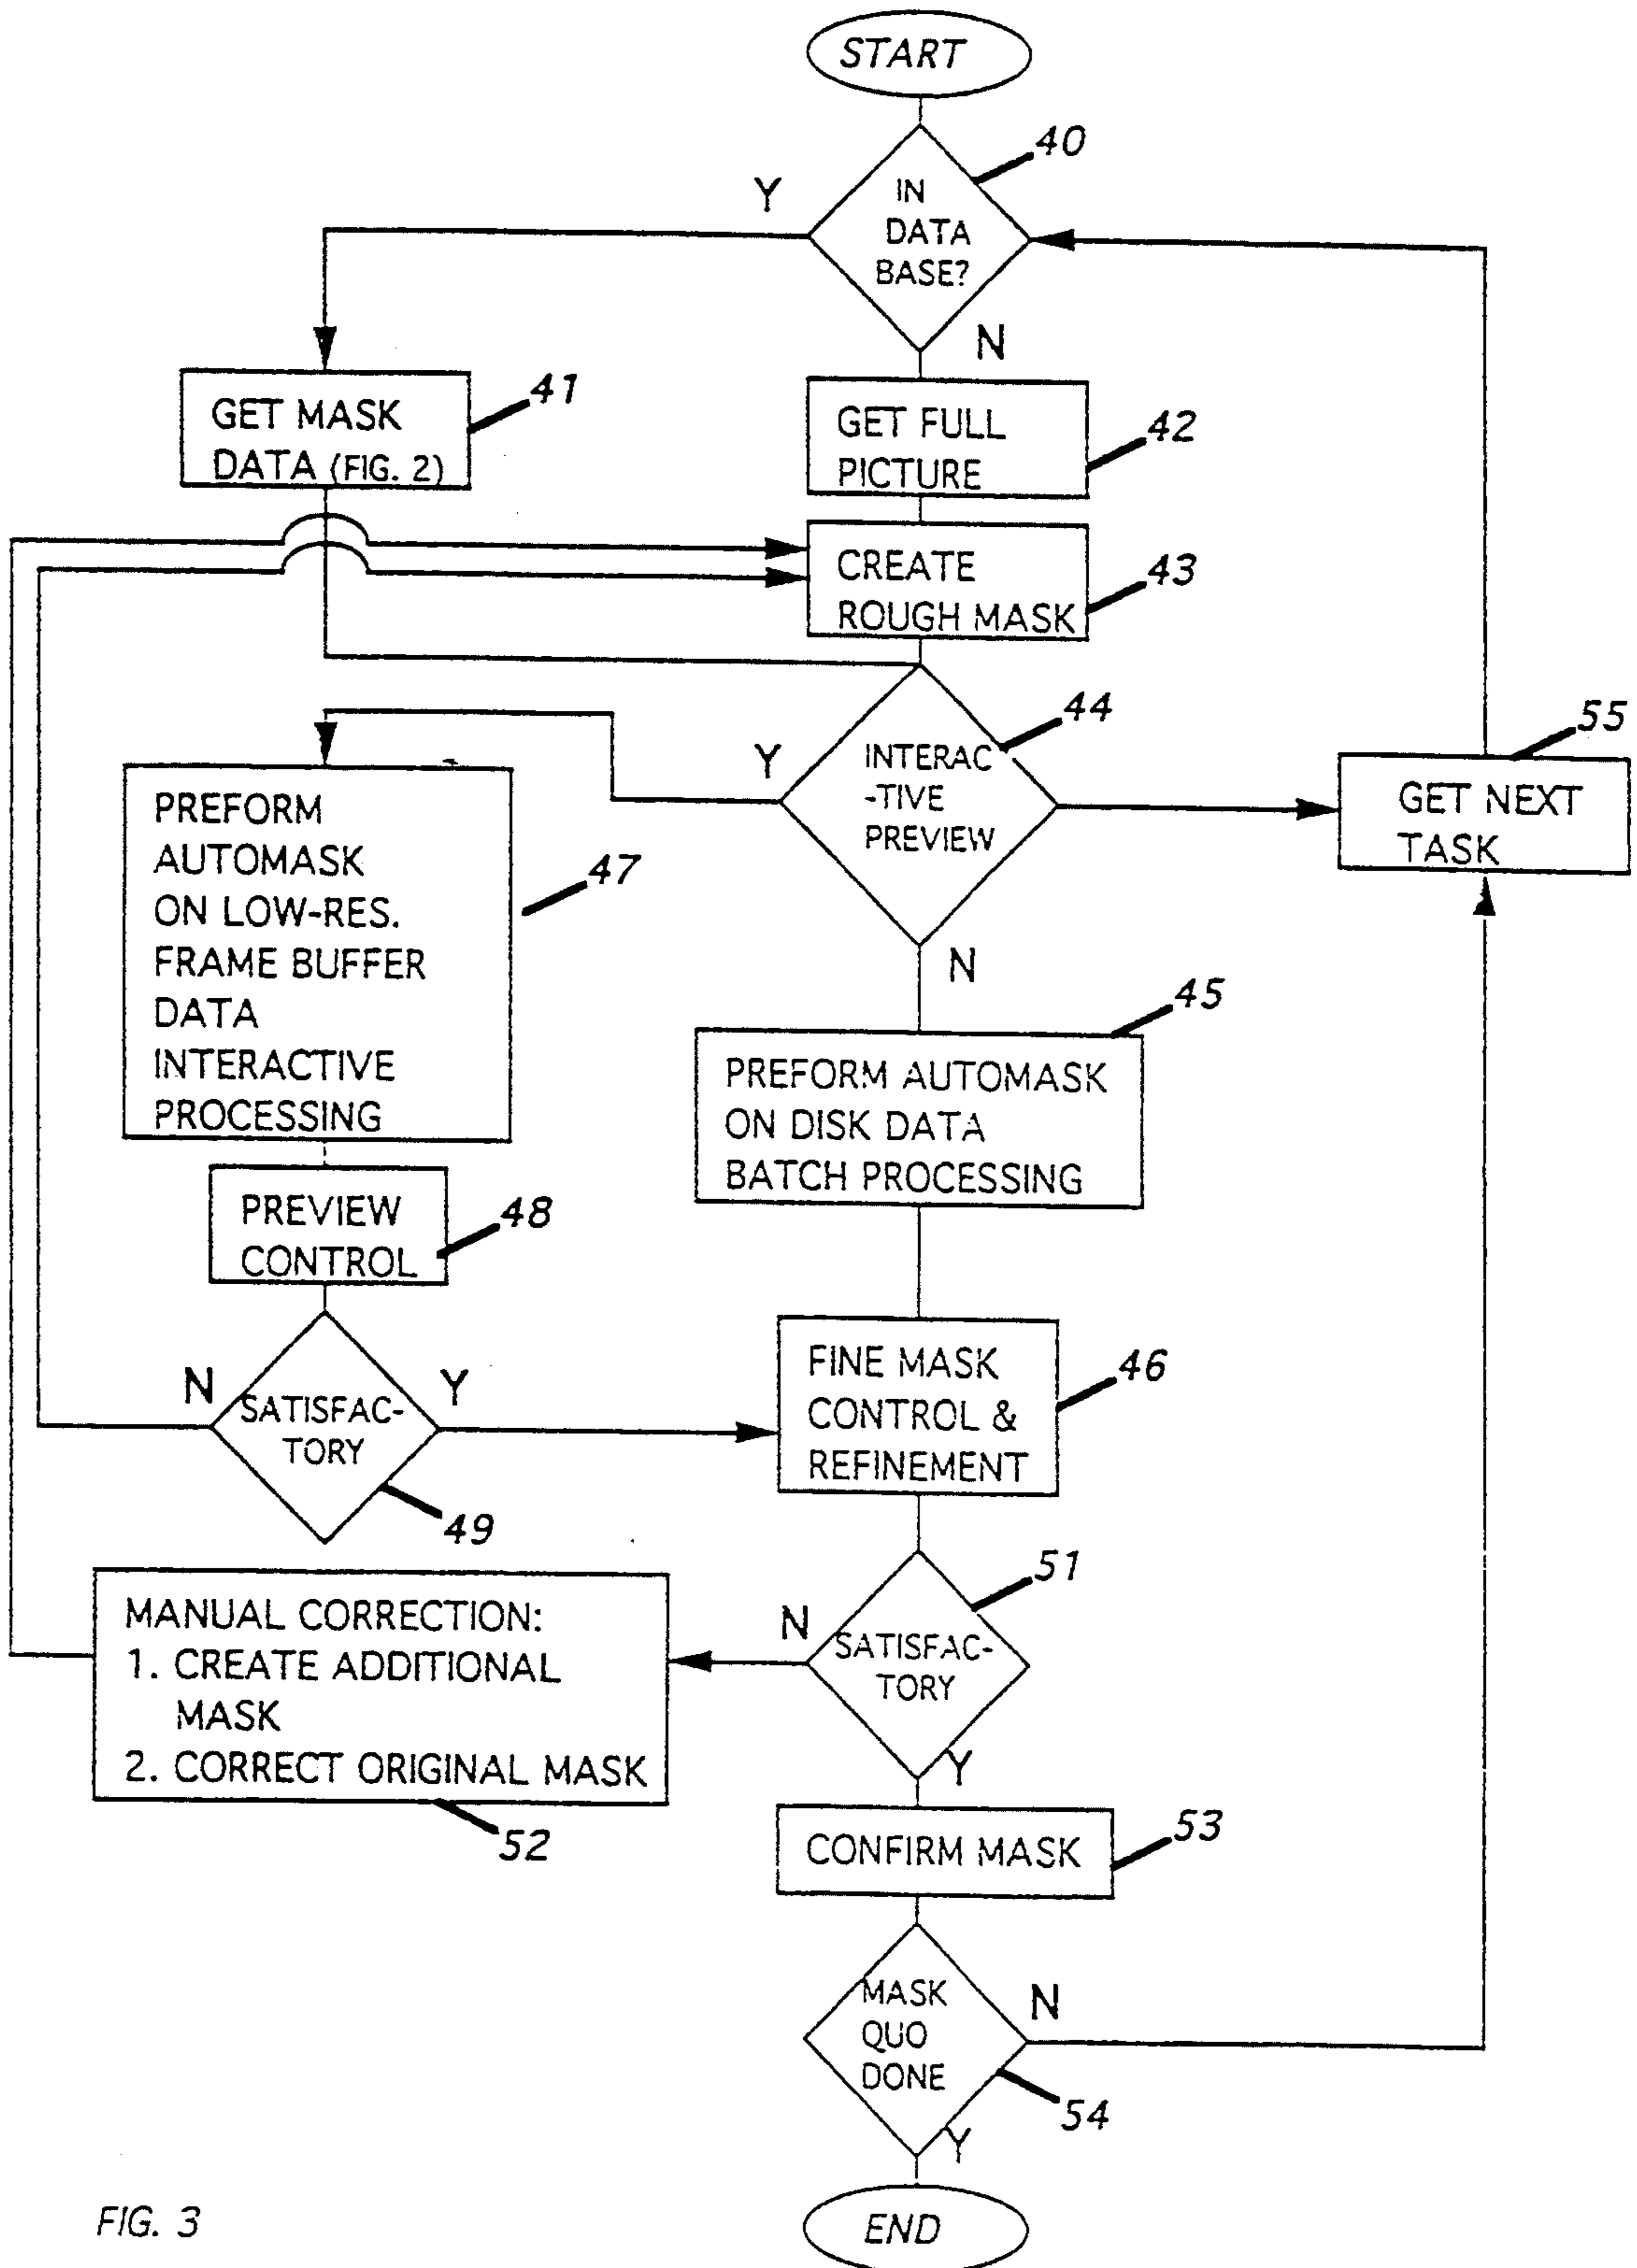 START
40
IN
DATA
BASE?
Y
N
GET MASK
DATA (FIG. 2)
41
GET FULL
PICTURE
42
CREATE
ROUGH MASK
43
INTERAC
-TIVE
PREVIEW
44
Y
N
GET NEXT
TASK
55
PREFORM
AUTOMASK
ON LOW-RES.
FRAME BUFFER
DATA
INTERACTIVE
PROCESSING
47
PREFORM AUTOMASK
ON DISK DATA
BATCH PROCESSING
45
PREVIEW
CONTROL
48
N
SATISFAC-
TORY
Y
49
FINE MASK
CONTROL &
REFINEMENT
46
51
N
SATISFAC-
TORY
Y
MANUAL CORRECTION:
1. CREATE ADDITIONAL
MASK
2. CORRECT ORIGINAL MASK
52
CONFIRM MASK
53
MASK
QUO
DONE
N
54
Y
END
FIG. 3